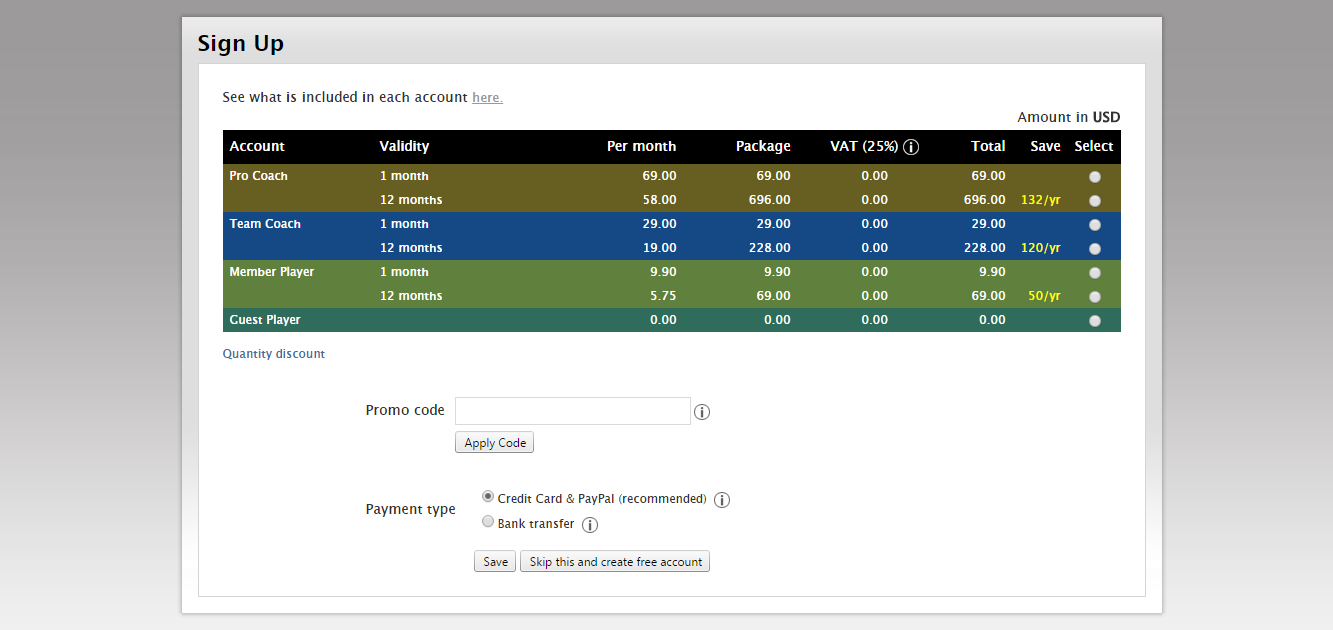 Sign Up
See what is included in each account here.
Amount in USD
Account Validity Per month Package VAT (25%) i Total Save Select
Pro Coach 1 month 69.00 69.00 0.00 69.00
12 months 58.00 696.00 0.00 696.00 132/yr
Team Coach 1 month 29.00 29.00 0.00 29.00
12 months 19.00 228.00 0.00 228.00 120/yr
Member Player 1 month 9.90 9.90 0.00 9.90
12 months 5.75 69.00 0.00 69.00 50/yr
Guest Player 0.00 0.00 0.00 0.00
Quantity discount
Promo code i
Apply Code
Payment type
Credit Card & PayPal (recommended) i
Bank transfer i
Save Skip this and create free account